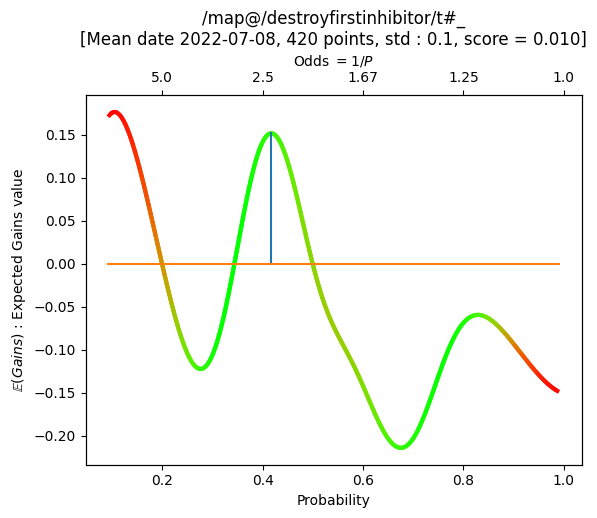 /map@/destroyfirstinhibitor/t#_
[Mean date 2022-07-08, 420 points, std : 0.1, score = 0.010]
Odds = 1/P
5.0 2.5 1.67 1.25 1.0
0.15
0.10
0.05
0.00
−0.05
−0.10
−0.15
−0.20
𝔼(Gains) : Expected Gains value
0.2 0.4 0.6 0.8 1.0
Probability